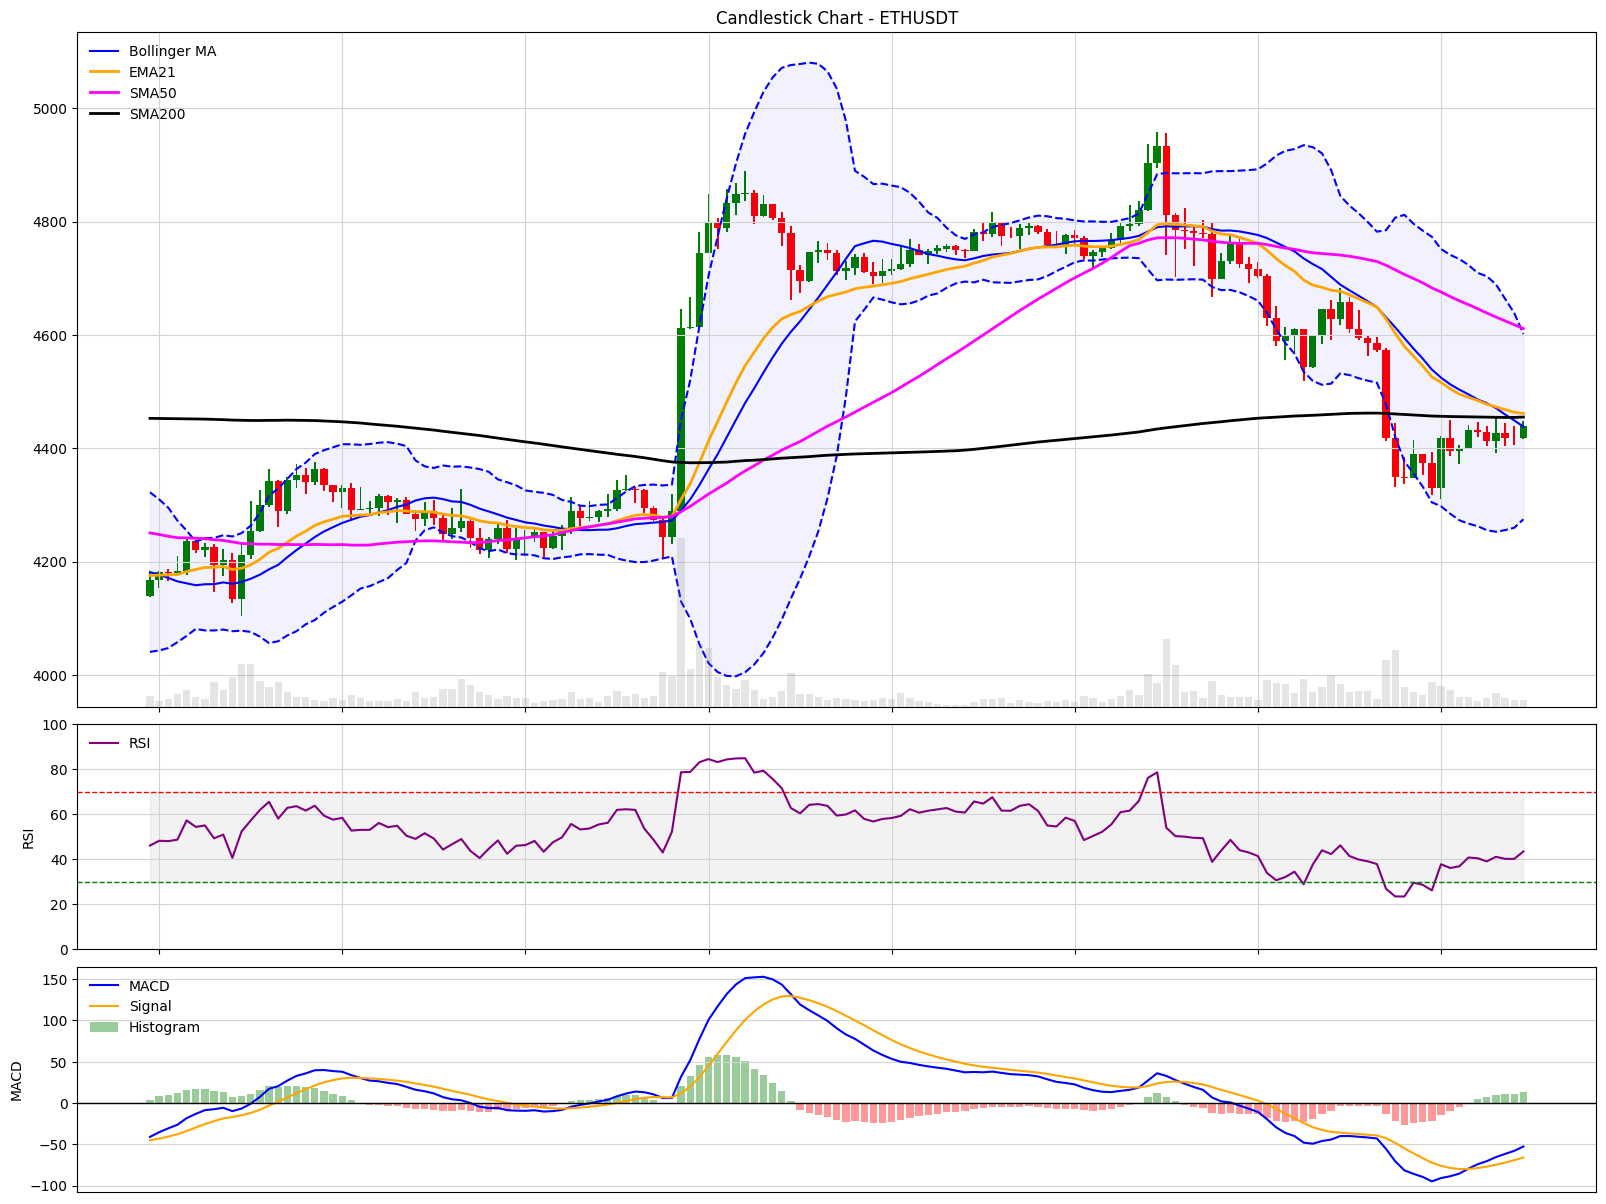 Candlestick Chart - ETHUSDT
Bollinger MA
EMA21
SMA50
SMA200
5000
4800
4600
4400
4200
4000
100
RSI
80
60
RSI
40
20
0
150
MACD
Signal
100
Histogram
50
MACD
0
−50
−100